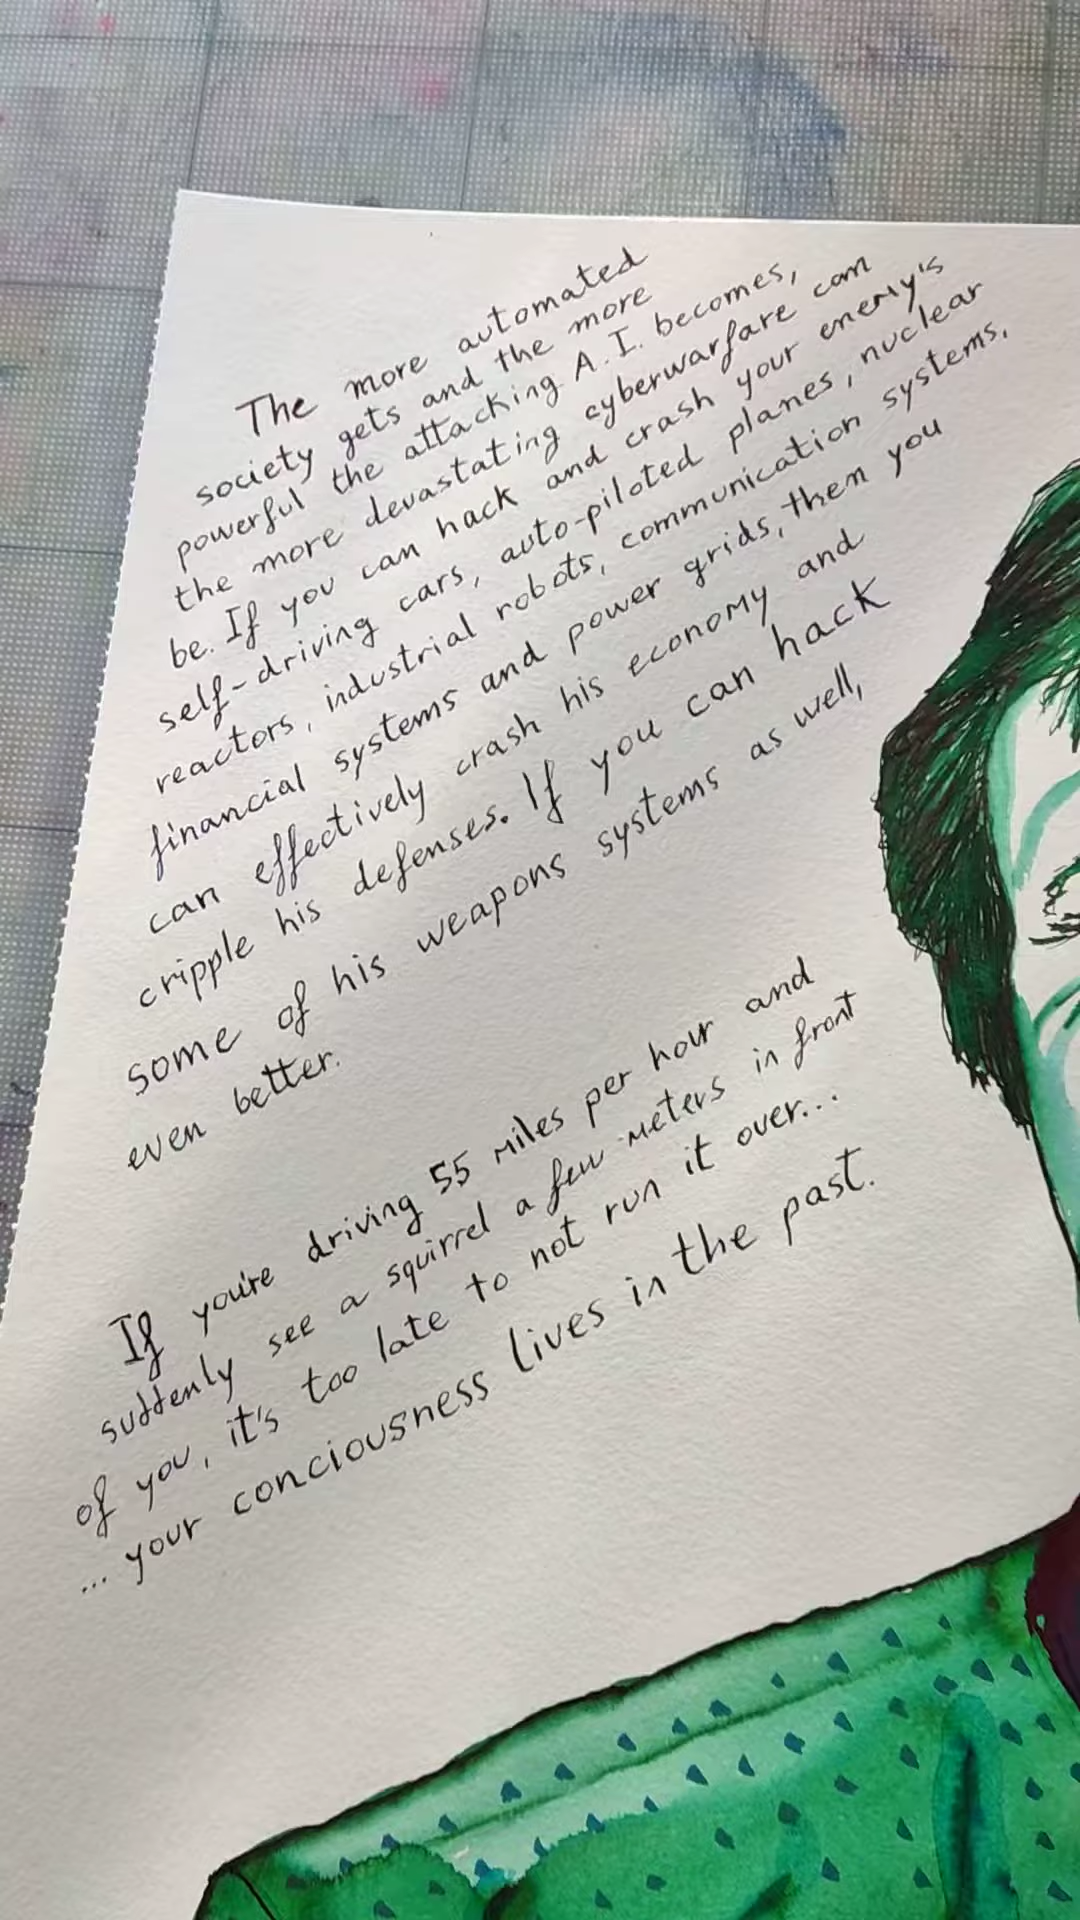 The more automated
society gets and the more
powerful the attacking A.I. becomes,
the more devastating cyberwarfare can
be. If you can hack and crash your enemy's
self-driving cars, auto-piloted planes, nuclear
reactors, industrial robots, communication systems,
financial systems and power grids, then you
can effectively crash his economy and
cripple his defenses. If you can hack
some of his weapons systems as well,
even better.
If you're driving 55 miles per hour and
suddenly see a squirrel a few meters in front
of you, it's too late to not run it over...
... your conciousness lives in the past.